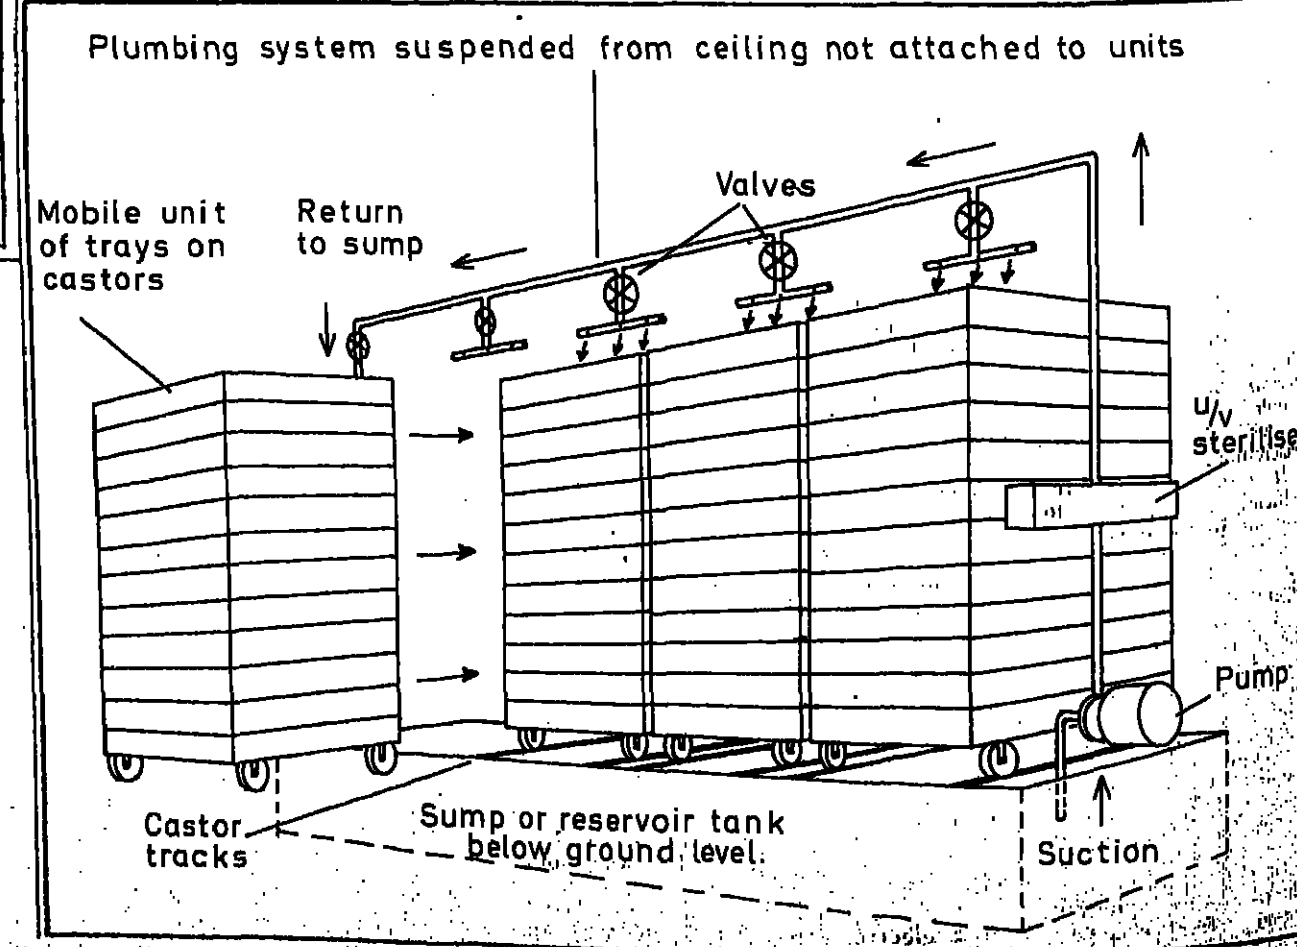 Plumbing system suspended from ceiling not attached to units
Valves
Mobile unit
of trays on
castors
Return
to sump
u/v
sterilise
Pump
Castor
tracks
Sump or reservoir tank
below ground level.
Suction